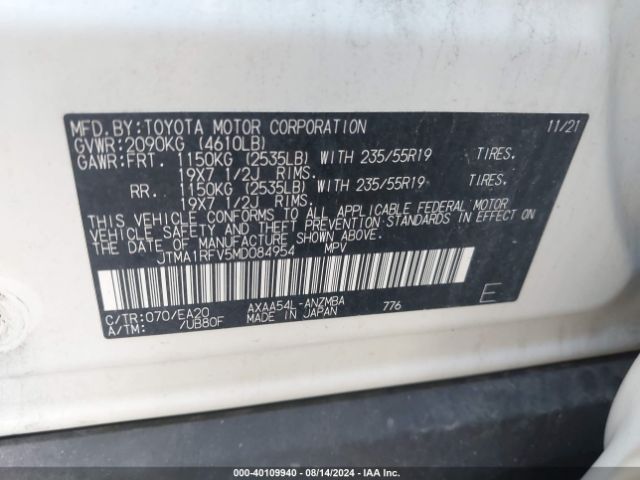 MFD.BY:TOYOTA MOTOR CORPORATION 11/21
GVWR:2090KG (4610LB)
GAWR:FRT. 1150KG (2535LB) WITH 235/55R19 TIRES.
19X7 1/2J RIMS.
RR. 1150KG (2535LB) WITH 235/55R19 TIRES.
19X7 1/2J RIMS.
THIS VEHICLE CONFORMS TO ALL APPLICABLE FEDERAL MOTOR
VEHICLE SAFETY AND THEFT PREVENTION STANDARDS IN EFFECT ON
THE DATE OF MANUFACTURE SHOWN ABOVE.
JTMA1RFV5MD084954 MPV
C/TR:070/EA20 AXAA54L-ANZMBA 776 E
A/TM: /UB80F MADE IN JAPAN
000-40109940 - 08/14/2024 - IAA Inc.